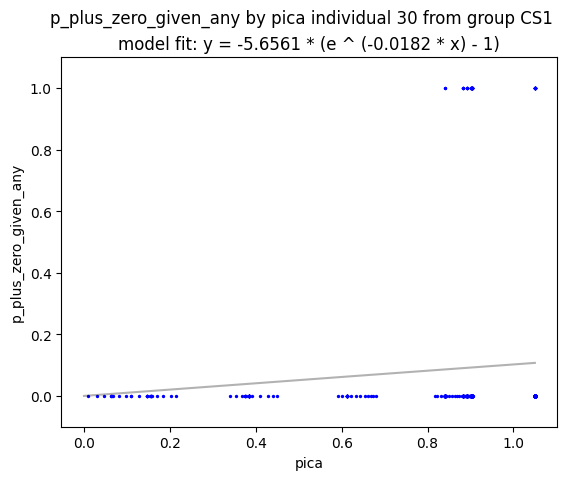 p_plus_zero_given_any by pica individual 30 from group CS1
model fit: y = -5.6561 * (e ^ (-0.0182 * x) - 1)
1.0
0.8
0.6
0.4
0.2
0.0
p_plus_zero_given_any
0.0 0.2 0.4 0.6 0.8 1.0
pica